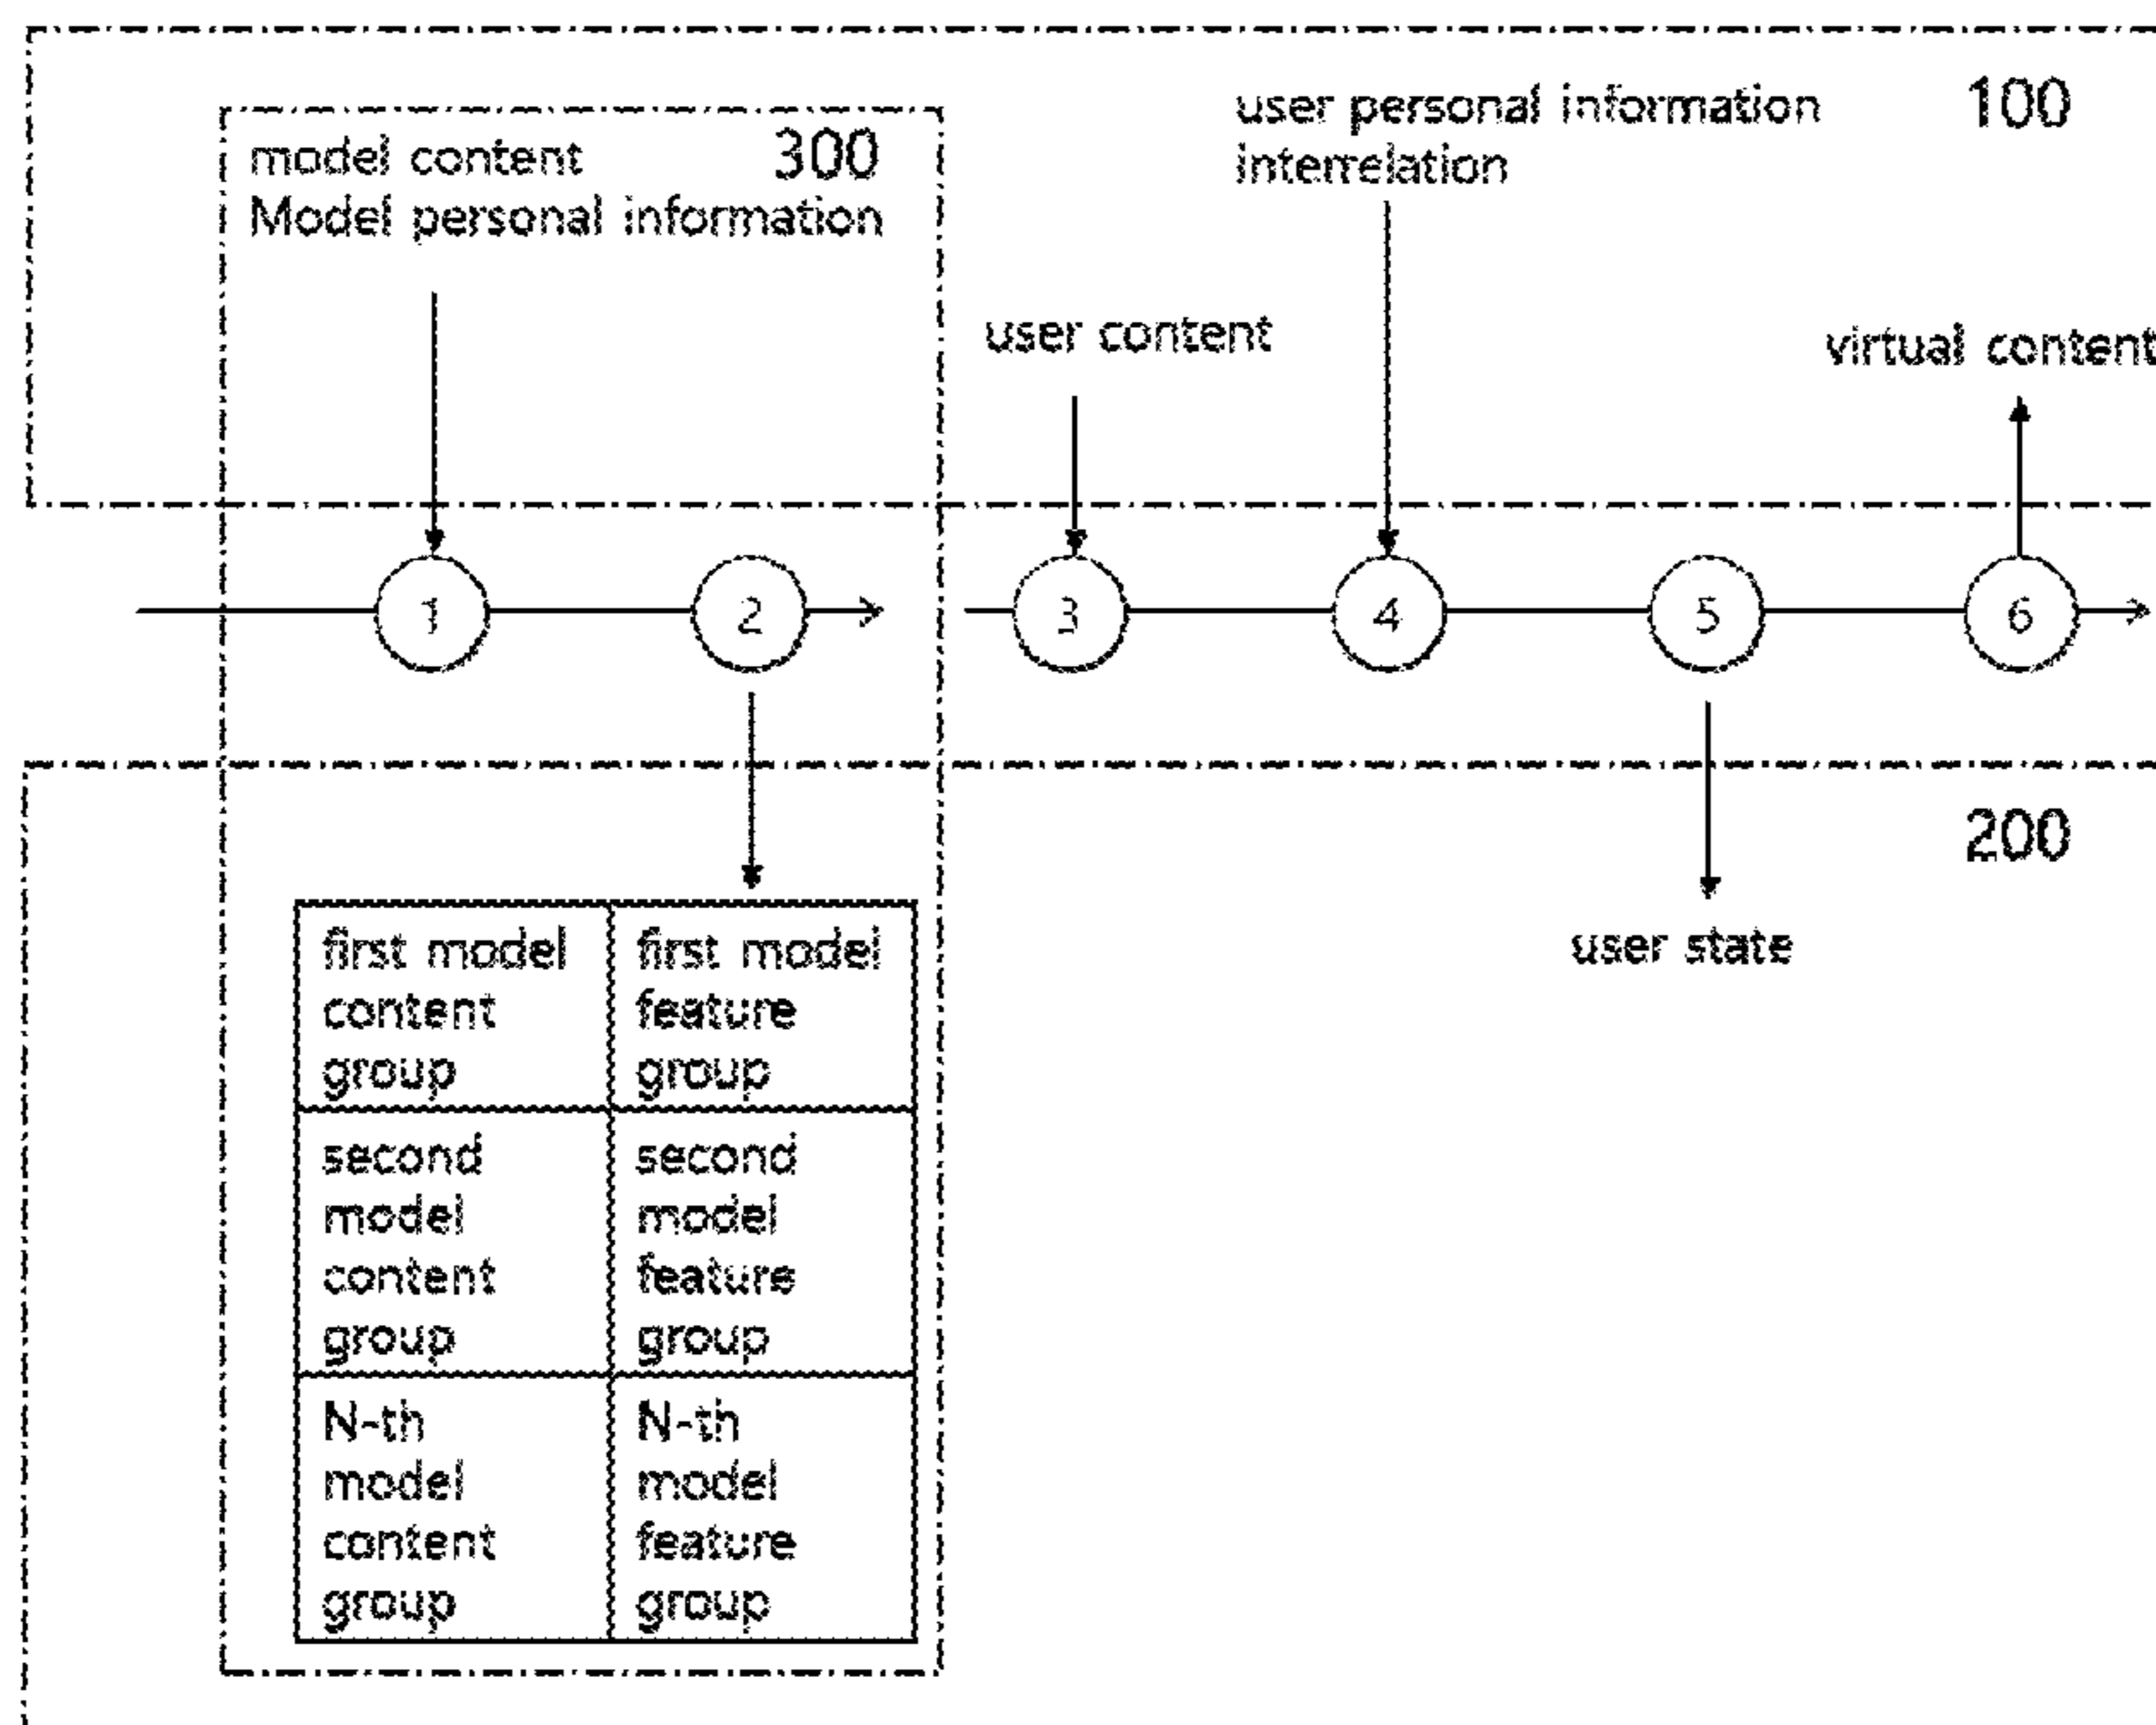 100
user personal information
interrelation
300
model content
Model personal information
user content
virtual content
1
2
3
4
5
6
200
user state
first model
content
group
first model
feature
group
second
model
content
group
second
model
feature
group
N-th
model
content
group
N-th
model
feature
group